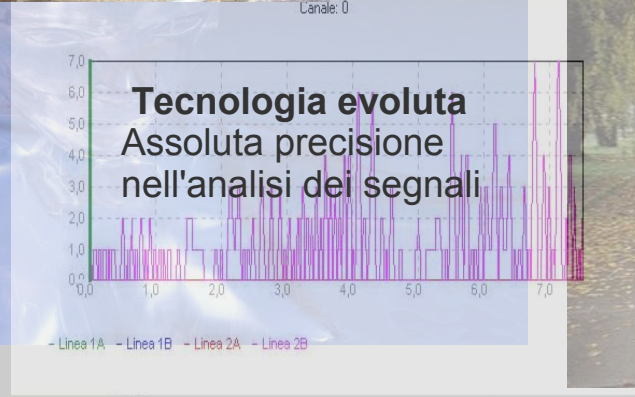 Canale: 0
7,0
6,0
5,0
4,0
3,0
2,0
1,0
0,0
Tecnologia evoluta
Assoluta precisione
nell'analisi dei segnali
0,0 1,0 2,0 3,0 4,0 5,0 6,0 7,0
– Linea 1A – Linea 1B – Linea 2A – Linea 2B